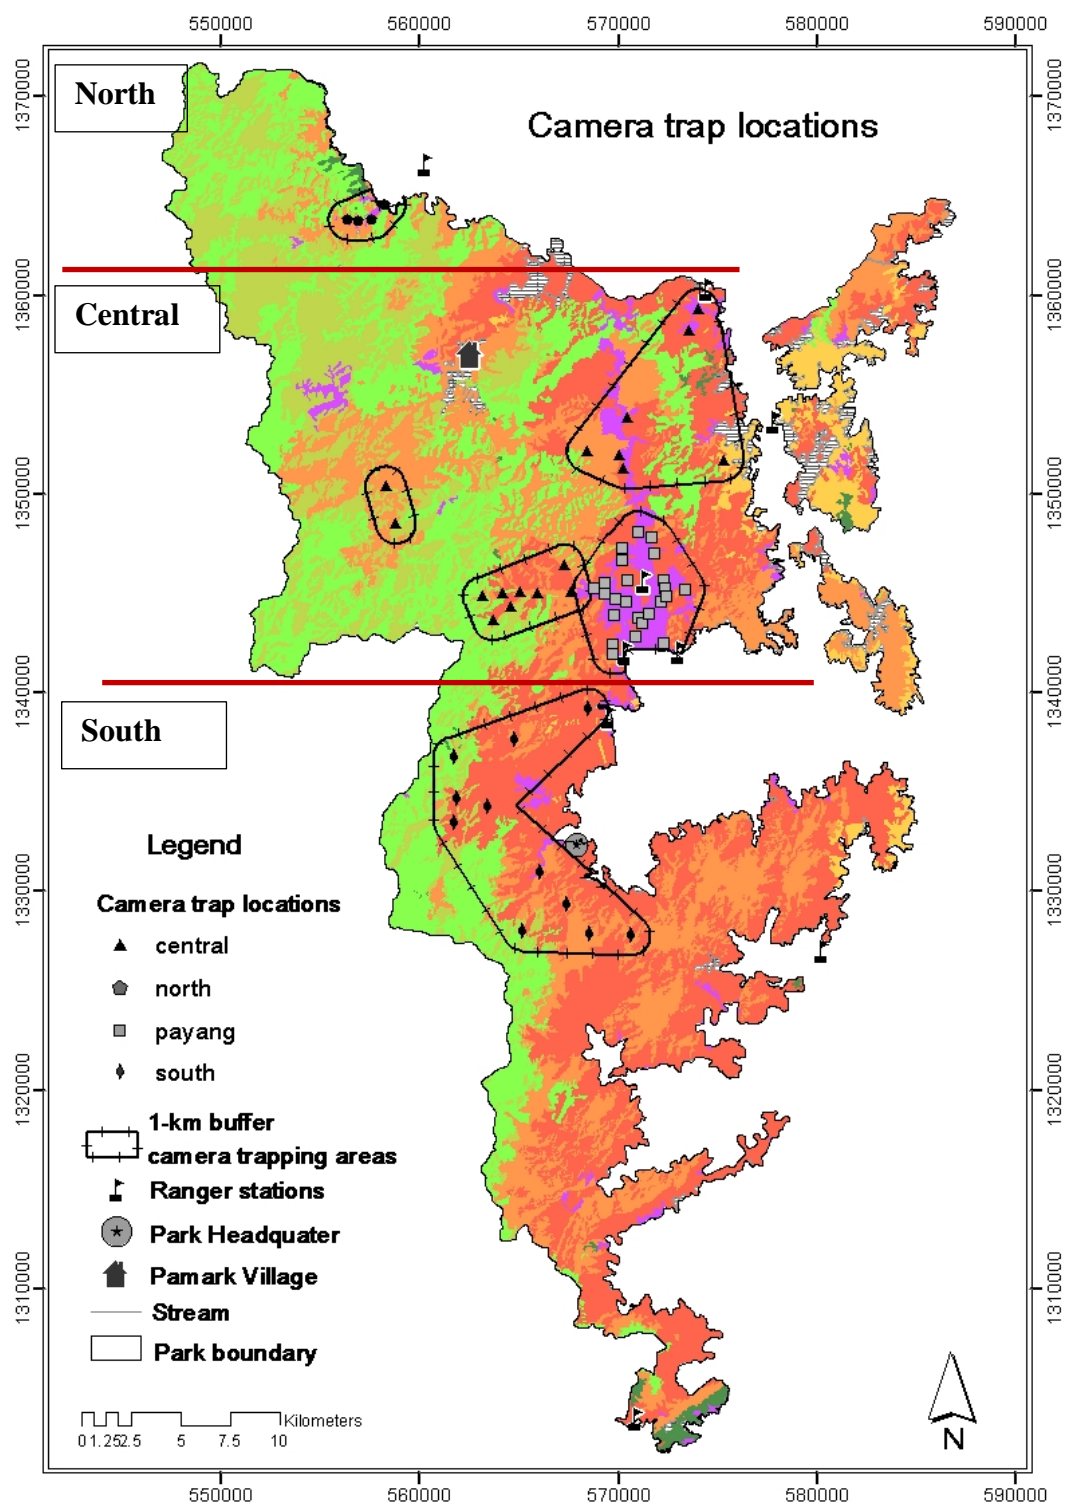 550000 560000 570000 580000 590000
North
Camera trap locations
1370000 1370000
Central
1360000 1360000
1350000 1350000
1340000 1340000
South
Legend
Camera trap locations
central
north
payang
south
1-km buffer
camera trapping areas
Ranger stations
Park Headquater
Pamark Village
Stream
Park boundary
1330000 1330000
1320000 1320000
1310000 1310000
Kilometers
0 1.25 2.5 5 7.5 10
N
550000 560000 570000 580000 590000